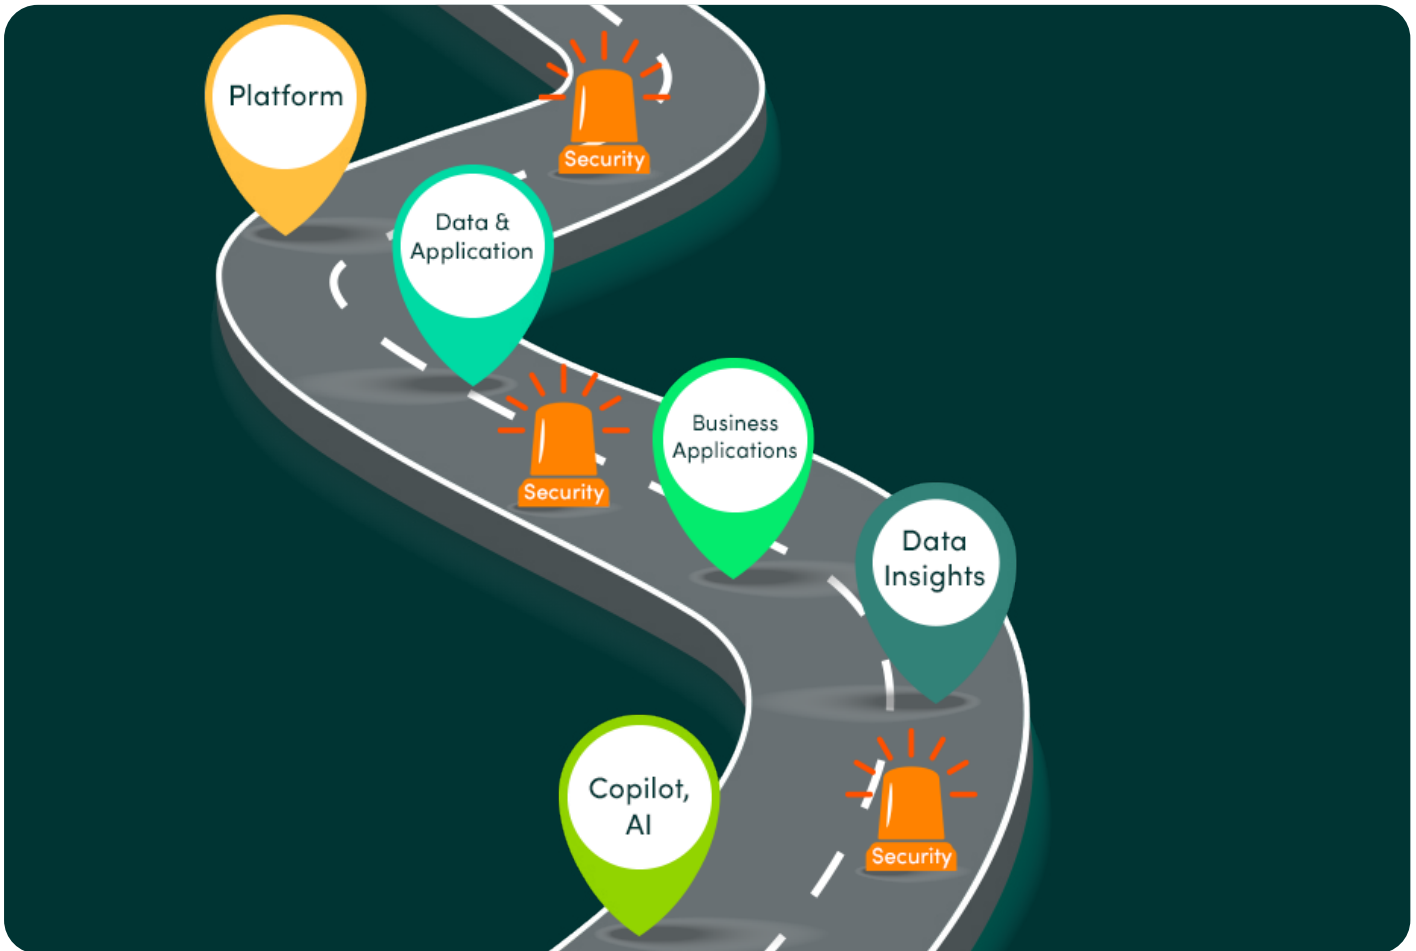 Platform
Security
Data &
Application
Business
Applications
Security
Data
Insights
Copilot,
AI
Security